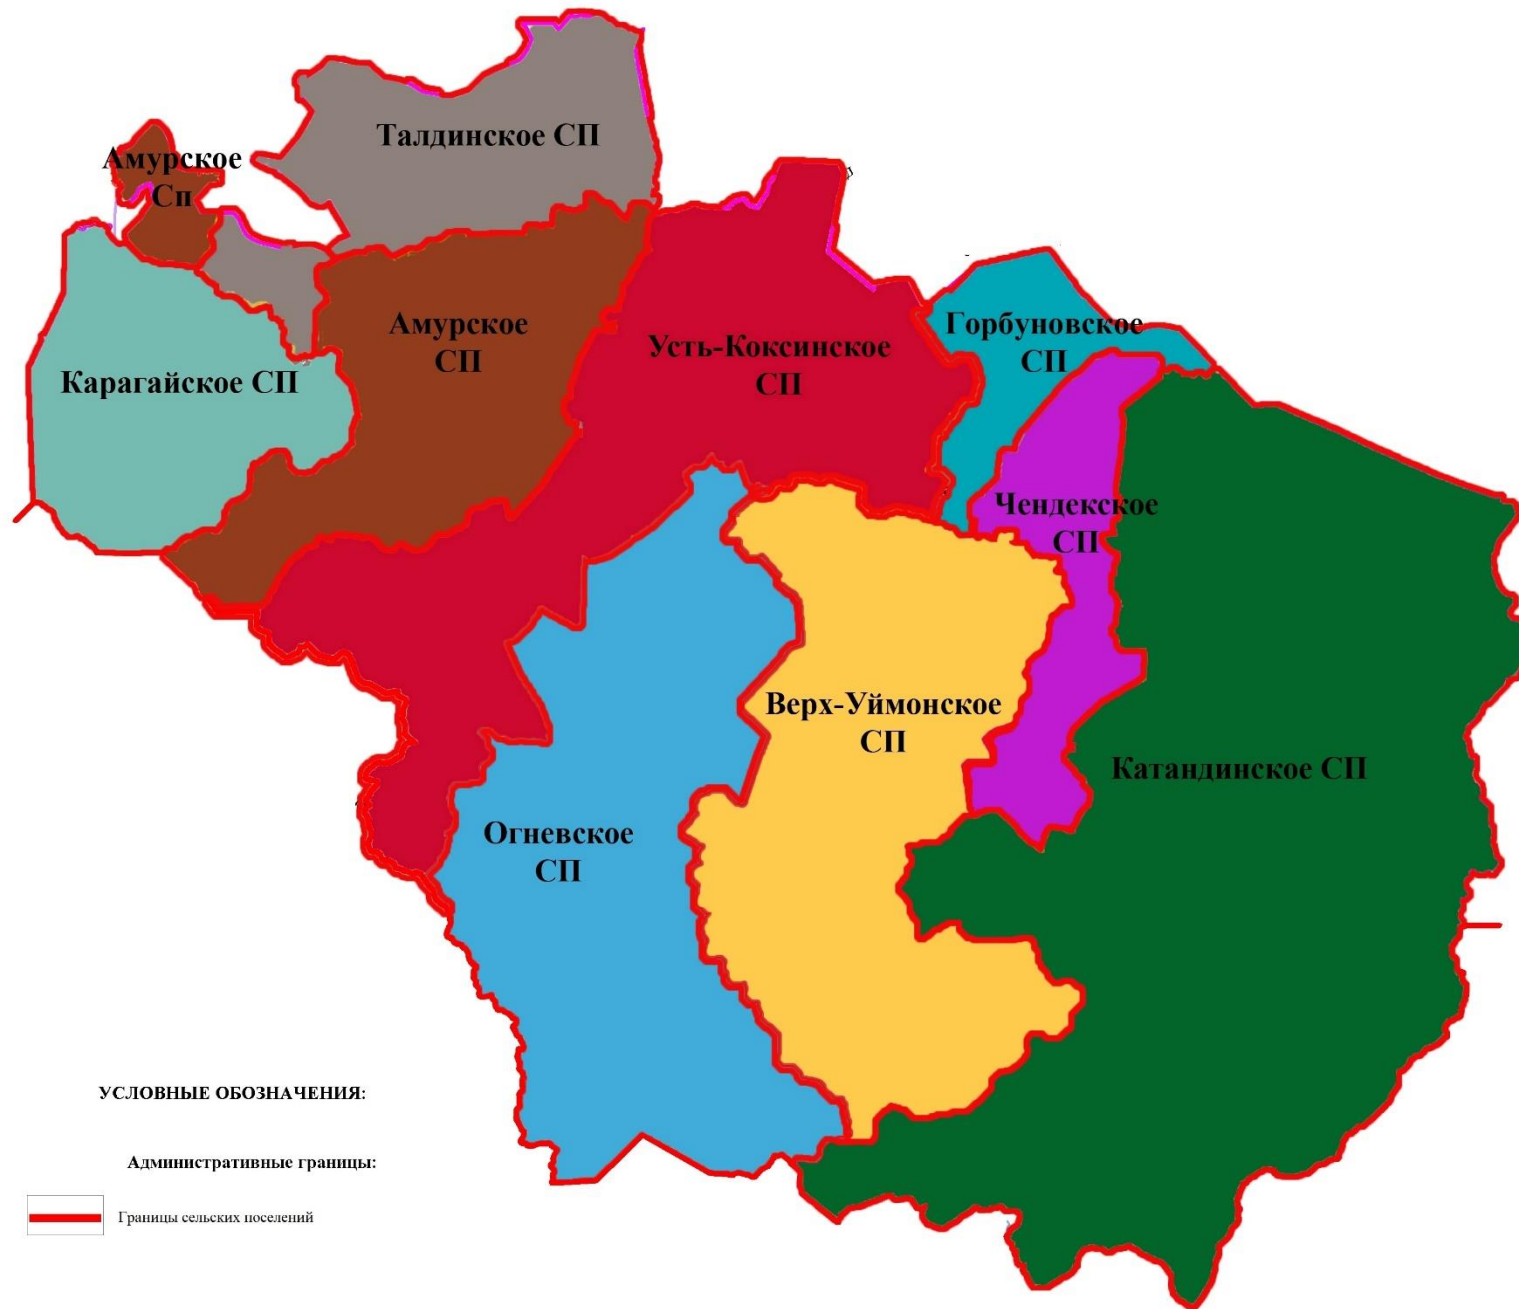 Талдинское СП
Амурское
Сп
Амурское
СП
Карагайское СП
Усть-Коксинское
СП
Горбуновское
СП
Чендекское
СП
Верх-Уймонское
СП
Катандинское СП
Огневское
СП
УСЛОВНЫЕ ОБОЗНАЧЕНИЯ:
Административные границы:
Границы сельских поселений